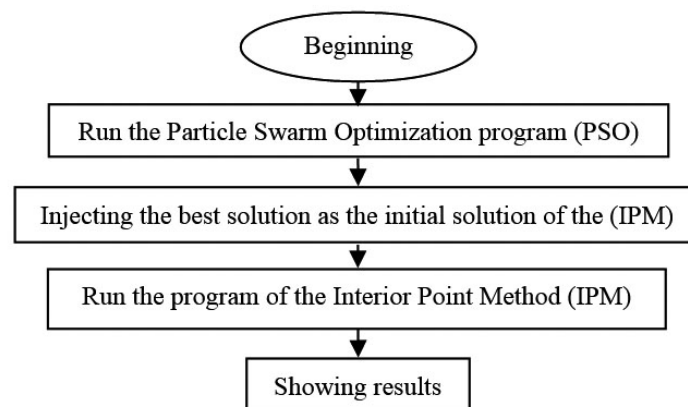 Beginning
Run the Particle Swarm Optimization program (PSO)
Injecting the best solution as the initial solution of the (IPM)
Run the program of the Interior Point Method (IPM)
Showing results